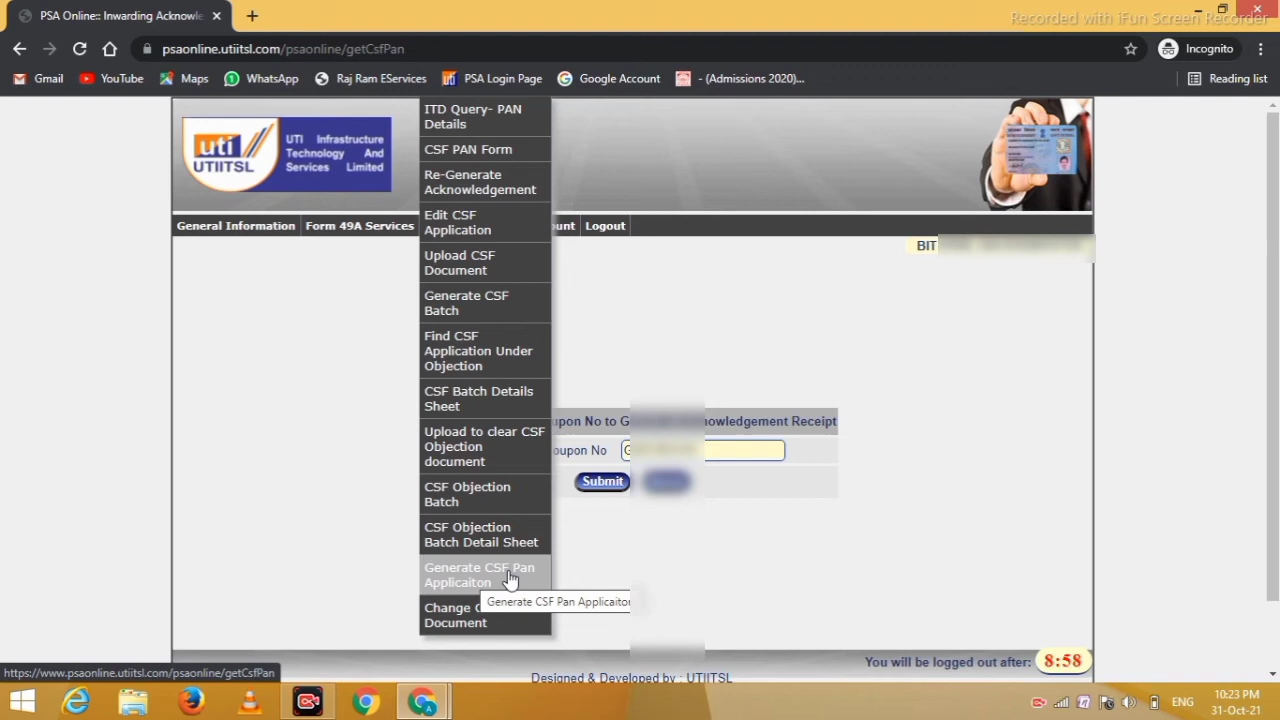 PSA Online:: Inwarding Acknowle
Recorded with iFun Screen Recorder
psaonline.utiitsl.com/psaonline/getCsfPan
Incognito
Gmail
YouTube
Maps
WhatsApp
Raj Ram EServices
PSA Login Page
Google Account
- (Admissions 2020)...
Reading list
uti
UTIITSL
UTI Infrastructure
Technology And
Services Limited
General Information
Form 49A Services
ount
Logout
BIT
ITD Query- PAN
Details
CSF PAN Form
Re-Generate
Acknowledgement
Edit CSF
Application
Upload CSF
Document
Generate CSF
Batch
Find CSF
Application Under
Objection
CSF Batch Details
Sheet
Upload to clear CSF
Objection
document
CSF Objection
Batch
CSF Objection
Batch Detail Sheet
Generate CSF Pan
Applicaiton
Generate CSF Pan Applicaiton
Change
Document
upon No to G
owledgement Receipt
oupon No
Submit
You will be logged out after: 8:58
Designed & Developed by : UTIITSL
https://www.psaonline.utiitsl.com/psaonline/getCsfPan
ENG
10:23 PM
31-Oct-21